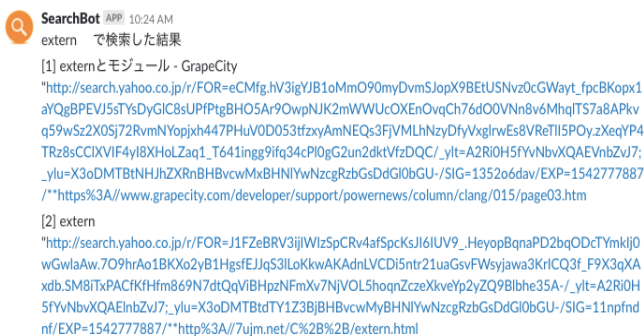 SearchBot APP 10:24 AM
extern で検索した結果
[1] externとモジュール - GrapeCity
"http://search.yahoo.co.jp/r/FOR=eCMfg.hV3igYJB1oMmO90myDvmSJopX9BEtUSNvz0cGWayt_fpcBKopx1
aYQgBPEVJ5sTYsDyGlC8sUPfPtgBHO5Ar9OwpNJK2mWWUcOXEnOvqCh76dO0VNn8v6MhqlTS7a8APkv
q59wSz2X0Sj72RvmNYopjxh447PHuV0D053tfzxyAmNEQs3FjVMLhNzyDfyVxglrwEs8VReTlI5POy.zXeqYP4
TRz8sCClXVIF4yI8XHoLZaq1_T641ingg9ifq34cPl0gG2un2dktVfzDQC/_ylt=A2Ri0H5fYvNbvXQAEVnbZvJ7;
_ylu=X3oDMTBtNHJhZXRnBHBvcwMxBHNlYwNzcgRzbGsDdGl0bGU-/SIG=1352o6dav/EXP=1542777887
/**https%3A//www.grapecity.com/developer/support/powernews/column/clang/015/page03.htm
[2] extern
"http://search.yahoo.co.jp/r/FOR=J1FZeBRV3ijlWIzSpCRv4afSpcKsJI6IUV9_.HeyopBqnaPD2bqODcTYmklj0
wGwlaAw.7O9hrAo1BKXo2yB1HgsfEJJqS3lLoKkwAKAdnLVCDi5ntr21uaGsvFWsyjawa3KrICQ3f_F9X3qXA
xdb.SM8iTxPACfKfHfm869N7dtQqViBHpzNFmXv7NjVOL5hoqnZczeXkveYp2yZQ9Blbhe35A-/_ylt=A2Ri0H
5fYvNbvXQAElnbZvJ7;_ylu=X3oDMTBtdTY1Z3BjBHBvcwMyBHNlYwNzcgRzbGsDdGl0bGU-/SIG=11npfnd
nf/EXP=1542777887/**http%3A//7ujm.net/C%2B%2B/extern.html